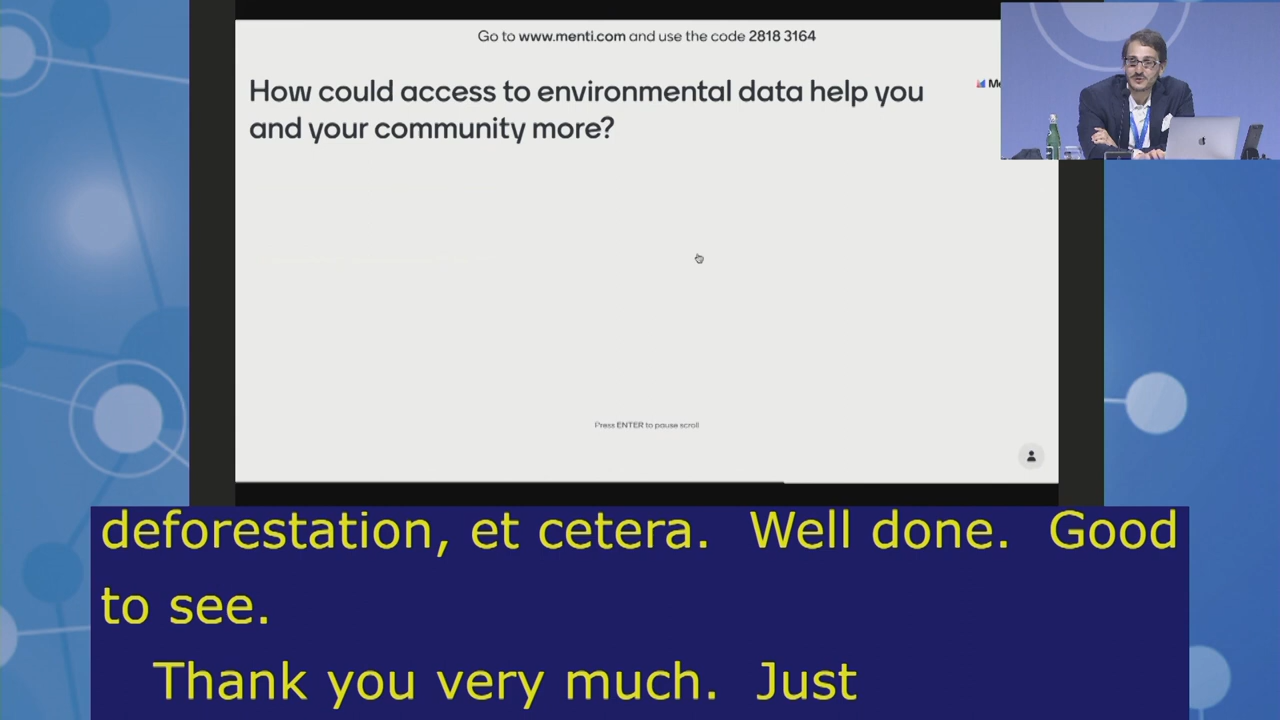 Go to www.menti.com and use the code 2818 3164
How could access to environmental data help you
and your community more?
Press ENTER to pause scroll
deforestation, et cetera.  Well done.  Good
to see.
Thank you very much.  Just